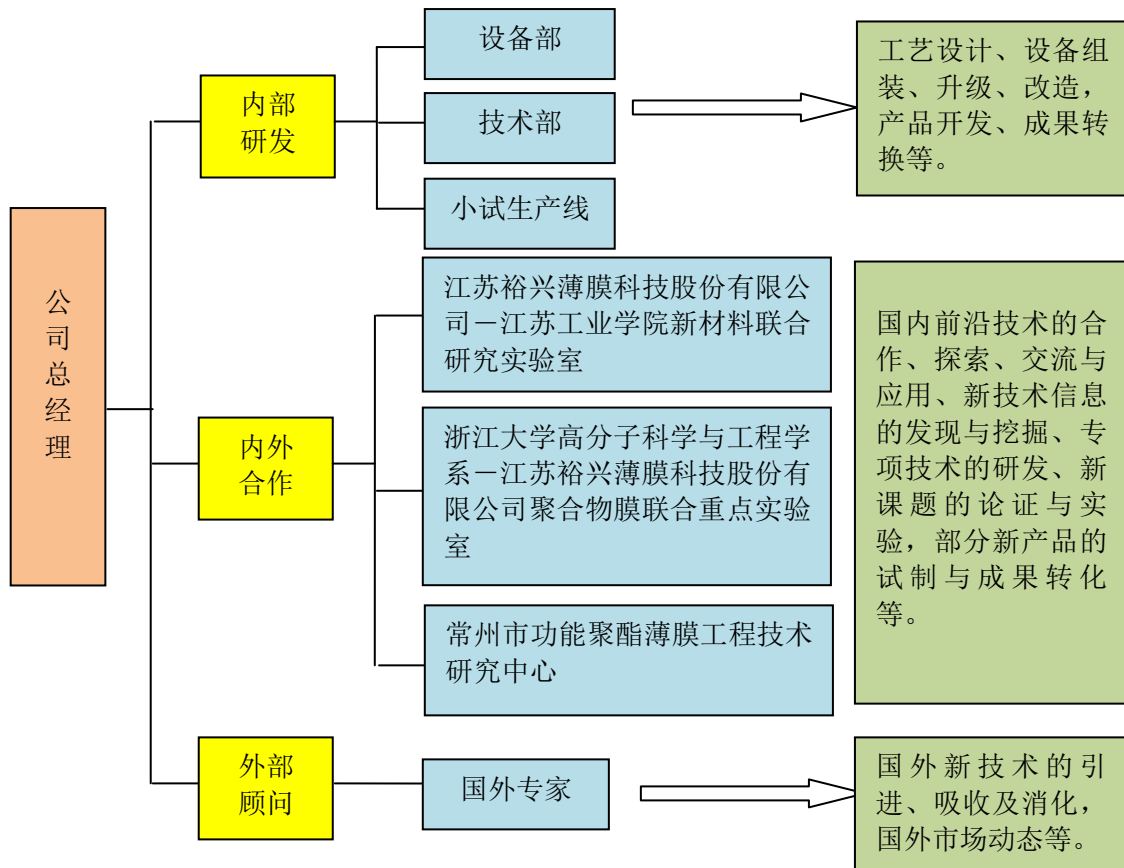 公
司
总
经
理
内部
研发
设备部
技术部
小试生产线
工艺设计、设备组
装、升级、改造，
产品开发、成果转
换等。
内外
合作
江苏裕兴薄膜科技股份有限公
司－江苏工业学院新材料联合
研究实验室
浙江大学高分子科学与工程学
系－江苏裕兴薄膜科技股份有
限公司聚合物膜联合重点实验
室
常州市功能聚酯薄膜工程技术
研究中心
国内前沿技术的合
作、探索、交流与
应用、新技术信息
的发现与挖掘、专
项技术的研发、新
课题的论证与实
验，部分新产品的
试制与成果转化
等。
外部
顾问
国外专家
国外新技术的引
进、吸收及消化，
国外市场动态等。